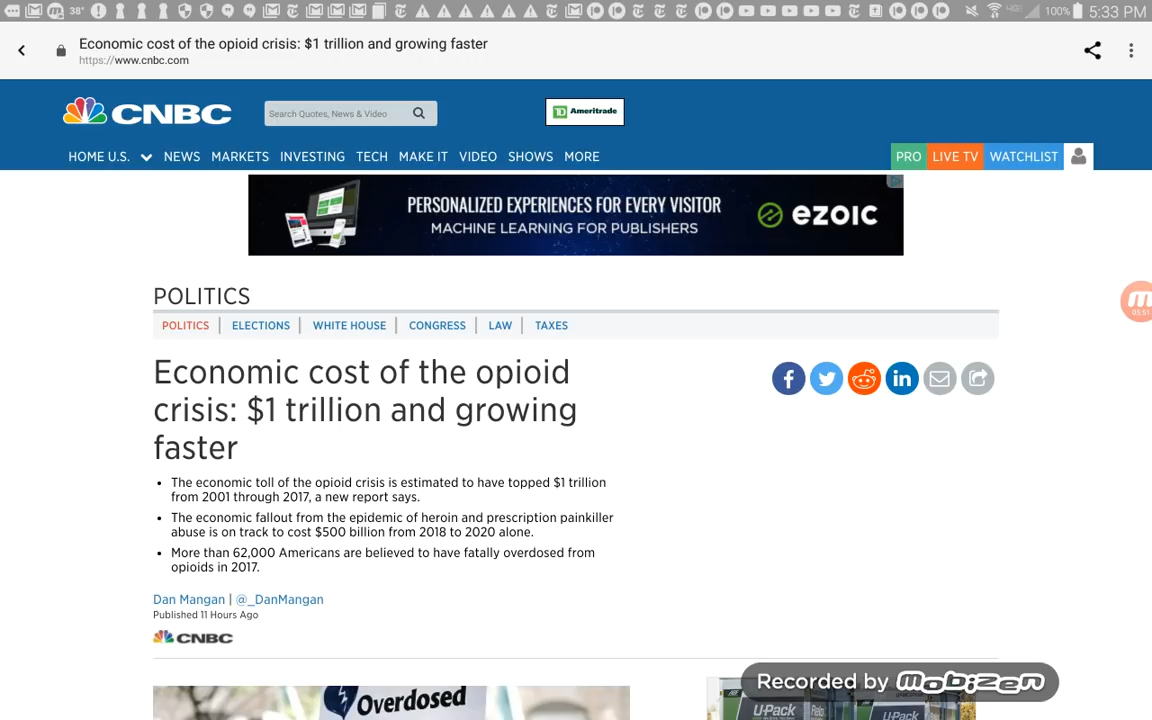 38°
100%
5:33 PM
Economic cost of the opioid crisis: $1 trillion and growing faster
https://www.cnbc.com
CNBC
Search Quotes, News & Video
TD Ameritrade
HOME U.S. NEWS MARKETS INVESTING TECH MAKE IT VIDEO SHOWS MORE
PRO LIVE TV WATCHLIST
PERSONALIZED EXPERIENCES FOR EVERY VISITOR
MACHINE LEARNING FOR PUBLISHERS
ezoic
05:51
POLITICS
POLITICS | ELECTIONS | WHITE HOUSE | CONGRESS | LAW | TAXES
Economic cost of the opioid
crisis: $1 trillion and growing
faster
• The economic toll of the opioid crisis is estimated to have topped $1 trillion
from 2001 through 2017, a new report says.
• The economic fallout from the epidemic of heroin and prescription painkiller
abuse is on track to cost $500 billion from 2018 to 2020 alone.
• More than 62,000 Americans are believed to have fatally overdosed from
opioids in 2017.
Dan Mangan | @_DanMangan
Published 11 Hours Ago
CNBC
Recorded by mobizen
Overdosed
U-Pack
U-Pack